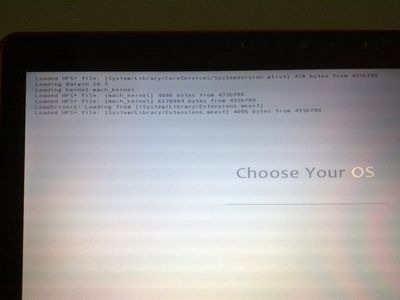 Loaded HFS+ file: [System/Library/CoreServices/SystemVersion.plist] 478 bytes from 435bf80.
Loading Darwin 10.5
Loading kernel mach_kernel
Loaded HFS+ file: [mach_kernel] 4096 bytes from 435bf80.
Loaded HFS+ file: [mach_kernel] 6170804 bytes from 435bf80.
LoadDrivers: Loading from [/System/Library/Extensions.mkext]
Loaded HFS+ file: [System/Library/Extensions.mkext] 4096 bytes from 435bf80.
Choose Your OS